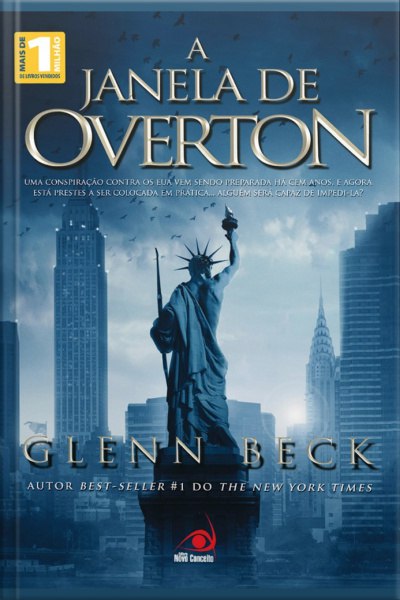 MAIS DE
1
MILHÃO
DE LIVROS VENDIDOS
A
JANELA DE
OVERTON
UMA CONSPIRAÇÃO CONTRA OS EUA VEM SENDO PREPARADA HÁ CEM ANOS, E AGORA
ESTÁ PRESTES A SER COLOCADA EM PRÁTICA... ALGUÉM SERÁ CAPAZ DE IMPEDI-LA?
GLENN BECK
AUTOR BEST-SELLER #1 DO THE NEW YORK TIMES
Editora
Novo Conceito